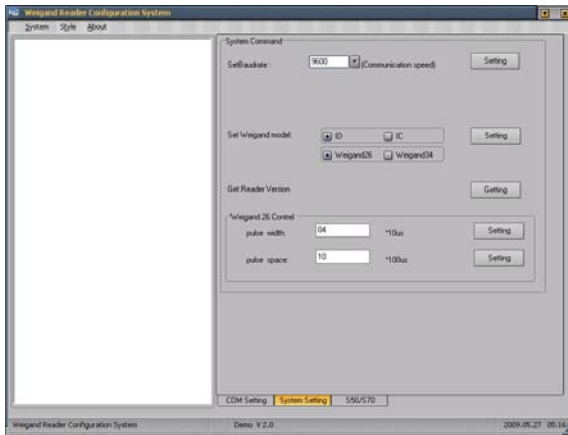 Weigand Reader Configuration System
System Style About
System Command
SetBaudrate : 9600 (Communication speed) Setting
Set Weigand model: ID IC Setting
Weigand26 Weigand34
Get Reader Version Getting
Weigand 26 Control
pulse width: 04 *10us Setting
pulse space: 10 *100us Setting
COM Setting System Setting S50/S70
Weigand Reader Configuration System Demo V 2.0 2009.05.27 05:16